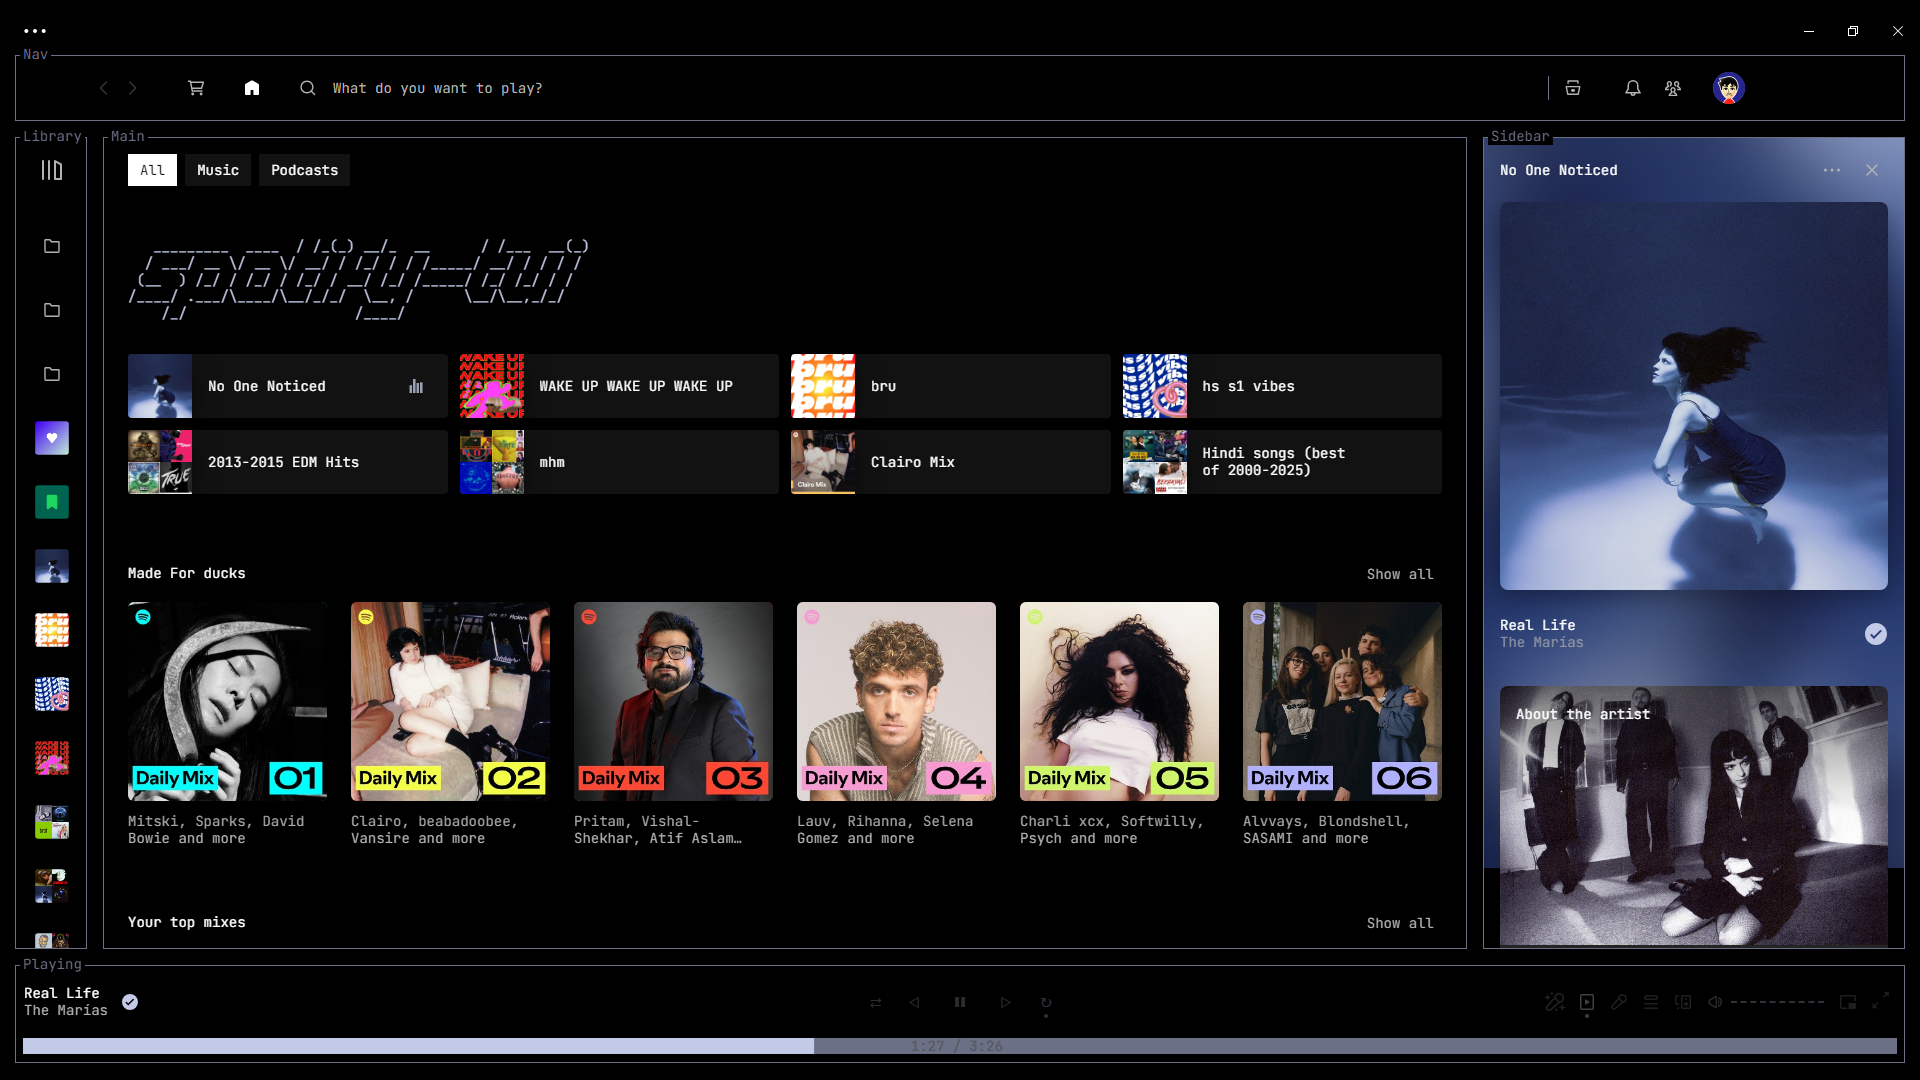 Nav
What do you want to play?
Library
Main
Sidebar
All
Music
Podcasts
No One Noticed
spotify-tui
No One Noticed
WAKE UP WAKE UP WAKE UP
bru
hs s1 vibes
2013-2015 EDM Hits
mhm
Clairo Mix
Clairo Mix
Hindi songs (best
of 2000-2025)
Made For ducks
Show all
Daily Mix 01
Daily Mix 02
Daily Mix 03
Daily Mix 04
Daily Mix 05
Daily Mix 06
Mitski, Sparks, David
Bowie and more
Clairo, beabadoobee,
Vansire and more
Pritam, Vishal-
Shekhar, Atif Aslam…
Lauv, Rihanna, Selena
Gomez and more
Charli xcx, Softwilly,
Psych and more
Alvvays, Blondshell,
SASAMI and more
Your top mixes
Show all
Real Life
The Marías
About the artist
Playing
Real Life
The Marías
1:27 / 3:26